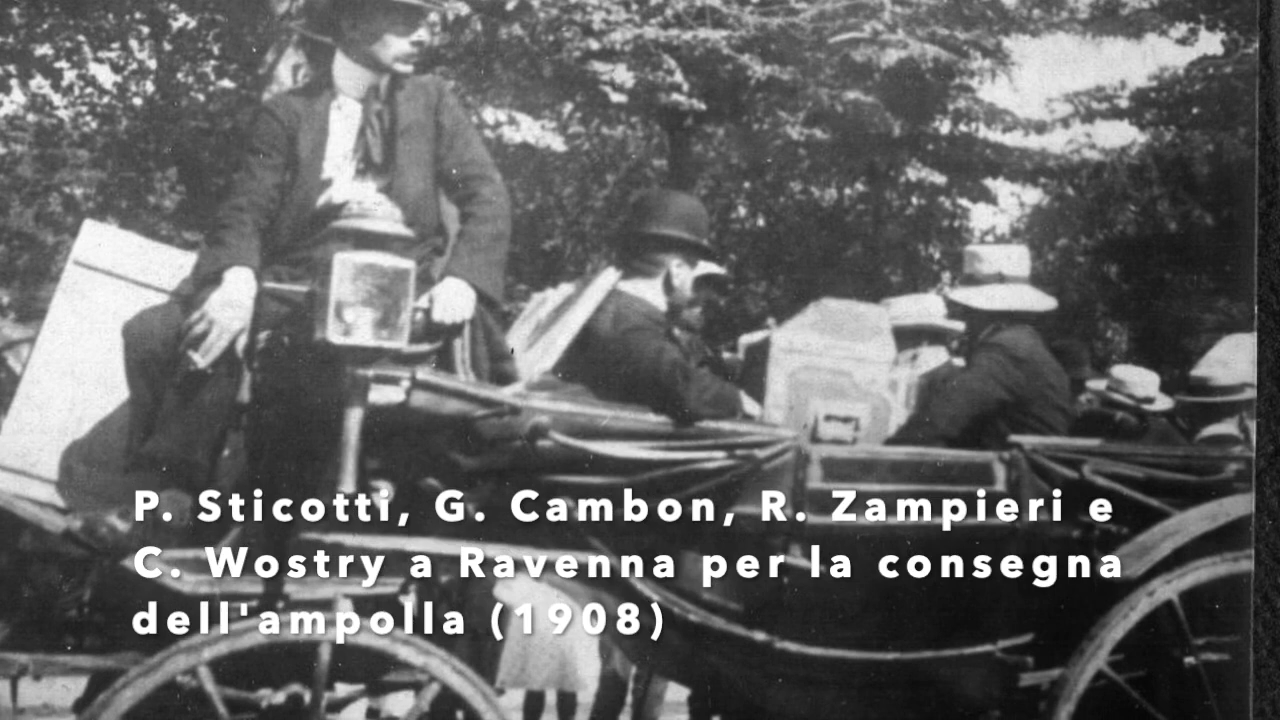 P. Sticotti, G. Cambon, R. Zampieri e
C. Wostry a Ravenna per la consegna
dell'ampolla (1908)